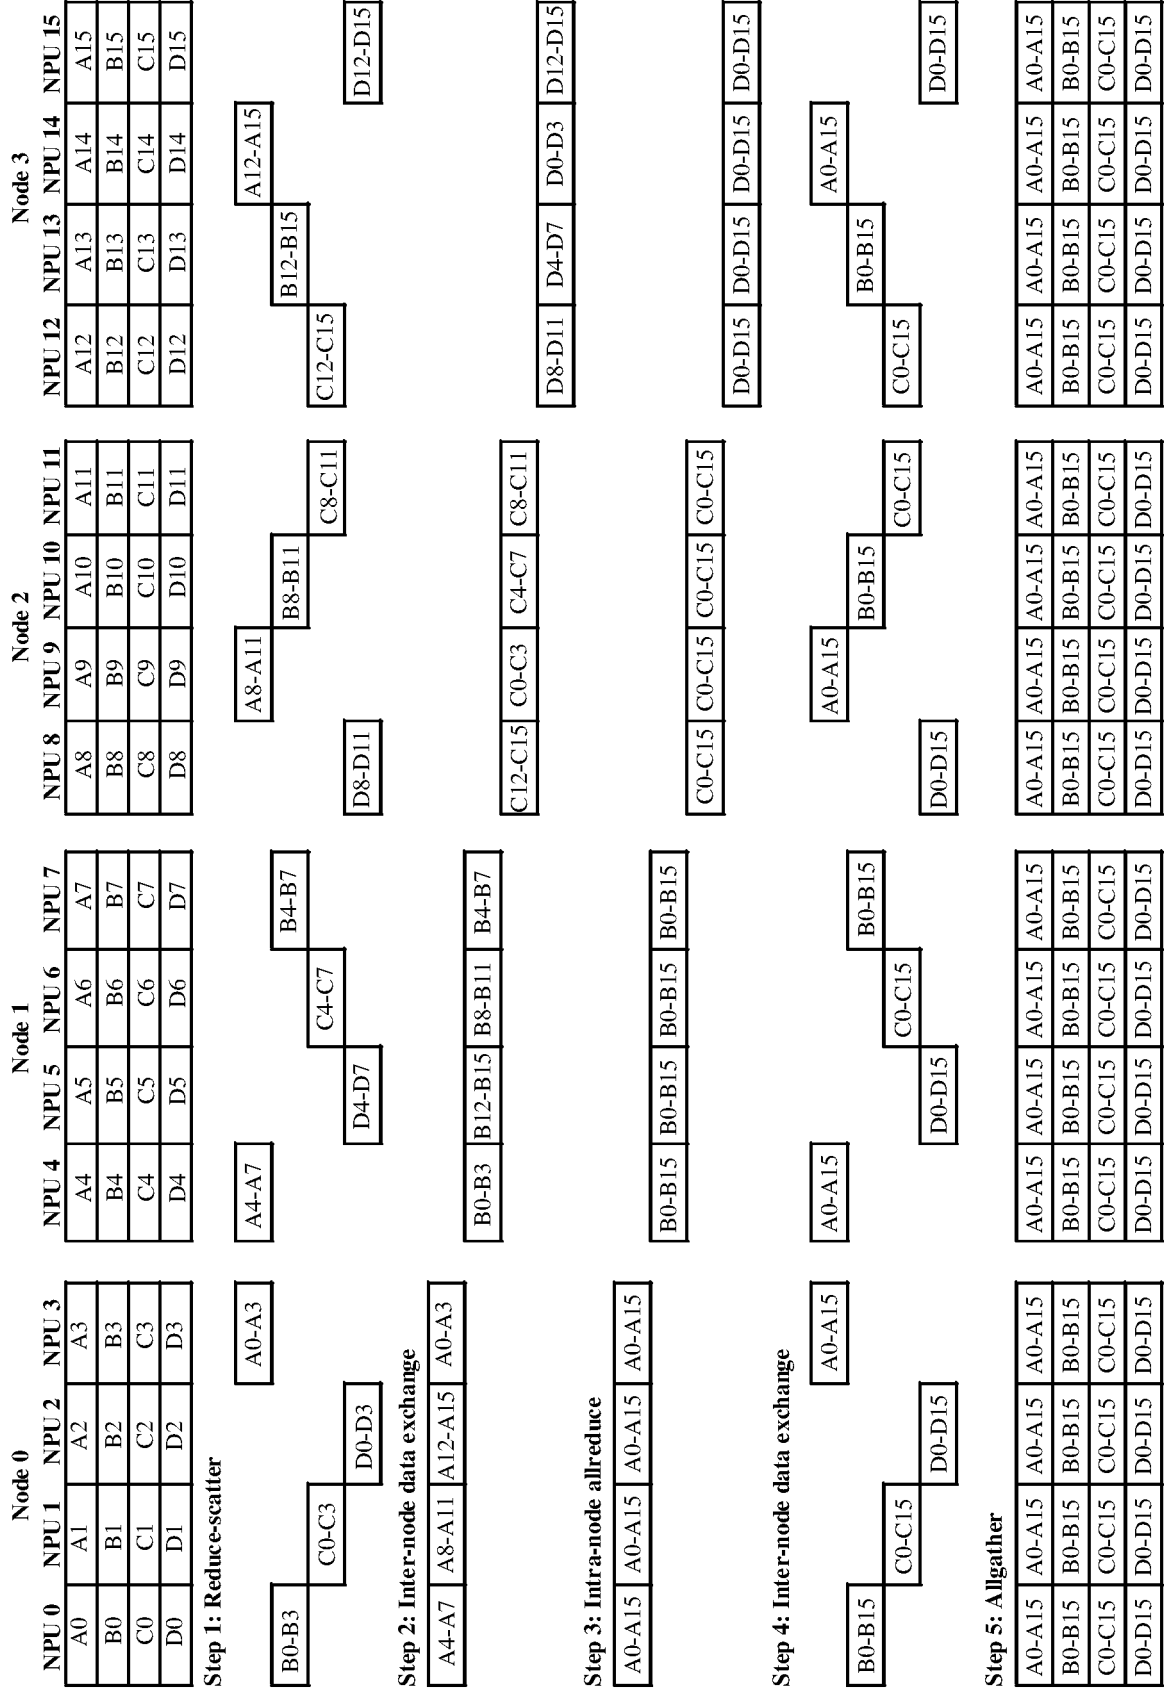 Node 0 Node 1 Node 2 Node 3
NPU 0 NPU 1 NPU 2 NPU 3 NPU 4 NPU 5 NPU 6 NPU 7 NPU 8 NPU 9 NPU 10 NPU 11 NPU 12 NPU 13 NPU 14 NPU 15
A0 A1 A2 A3 A4 A5 A6 A7 A8 A9 A10 A11 A12 A13 A14 A15
B0 B1 B2 B3 B4 B5 B6 B7 B8 B9 B10 B11 B12 B13 B14 B15
C0 C1 C2 C3 C4 C5 C6 C7 C8 C9 C10 C11 C12 C13 C14 C15
D0 D1 D2 D3 D4 D5 D6 D7 D8 D9 D10 D11 D12 D13 D14 D15
Step 1: Reduce-scatter
A0-A3 A4-A7 A8-A11 A12-A15
B0-B3 B4-B7 B8-B11 B12-B15
C0-C3 C4-C7 C8-C11 C12-C15
D0-D3 D4-D7 D8-D11 D12-D15
Step 2: Inter-node data exchange
A4-A7 A8-A11 A12-A15 A0-A3
B0-B3 B12-B15 B8-B11 B4-B7
C12-C15 C0-C3 C4-C7 C8-C11
D8-D11 D4-D7 D0-D3 D12-D15
Step 3: Intra-node allreduce
A0-A15 A0-A15 A0-A15 A0-A15
B0-B15 B0-B15 B0-B15 B0-B15
C0-C15 C0-C15 C0-C15 C0-C15
D0-D15 D0-D15 D0-D15 D0-D15
Step 4: Inter-node data exchange
A0-A15 A0-A15 A0-A15 A0-A15
B0-B15 B0-B15 B0-B15 B0-B15
C0-C15 C0-C15 C0-C15 C0-C15
D0-D15 D0-D15 D0-D15 D0-D15
Step 5: Allgather
A0-A15 A0-A15 A0-A15 A0-A15 A0-A15 A0-A15 A0-A15 A0-A15 A0-A15 A0-A15 A0-A15 A0-A15 A0-A15 A0-A15 A0-A15 A0-A15
B0-B15 B0-B15 B0-B15 B0-B15 B0-B15 B0-B15 B0-B15 B0-B15 B0-B15 B0-B15 B0-B15 B0-B15 B0-B15 B0-B15 B0-B15 B0-B15
C0-C15 C0-C15 C0-C15 C0-C15 C0-C15 C0-C15 C0-C15 C0-C15 C0-C15 C0-C15 C0-C15 C0-C15 C0-C15 C0-C15 C0-C15 C0-C15
D0-D15 D0-D15 D0-D15 D0-D15 D0-D15 D0-D15 D0-D15 D0-D15 D0-D15 D0-D15 D0-D15 D0-D15 D0-D15 D0-D15 D0-D15 D0-D15